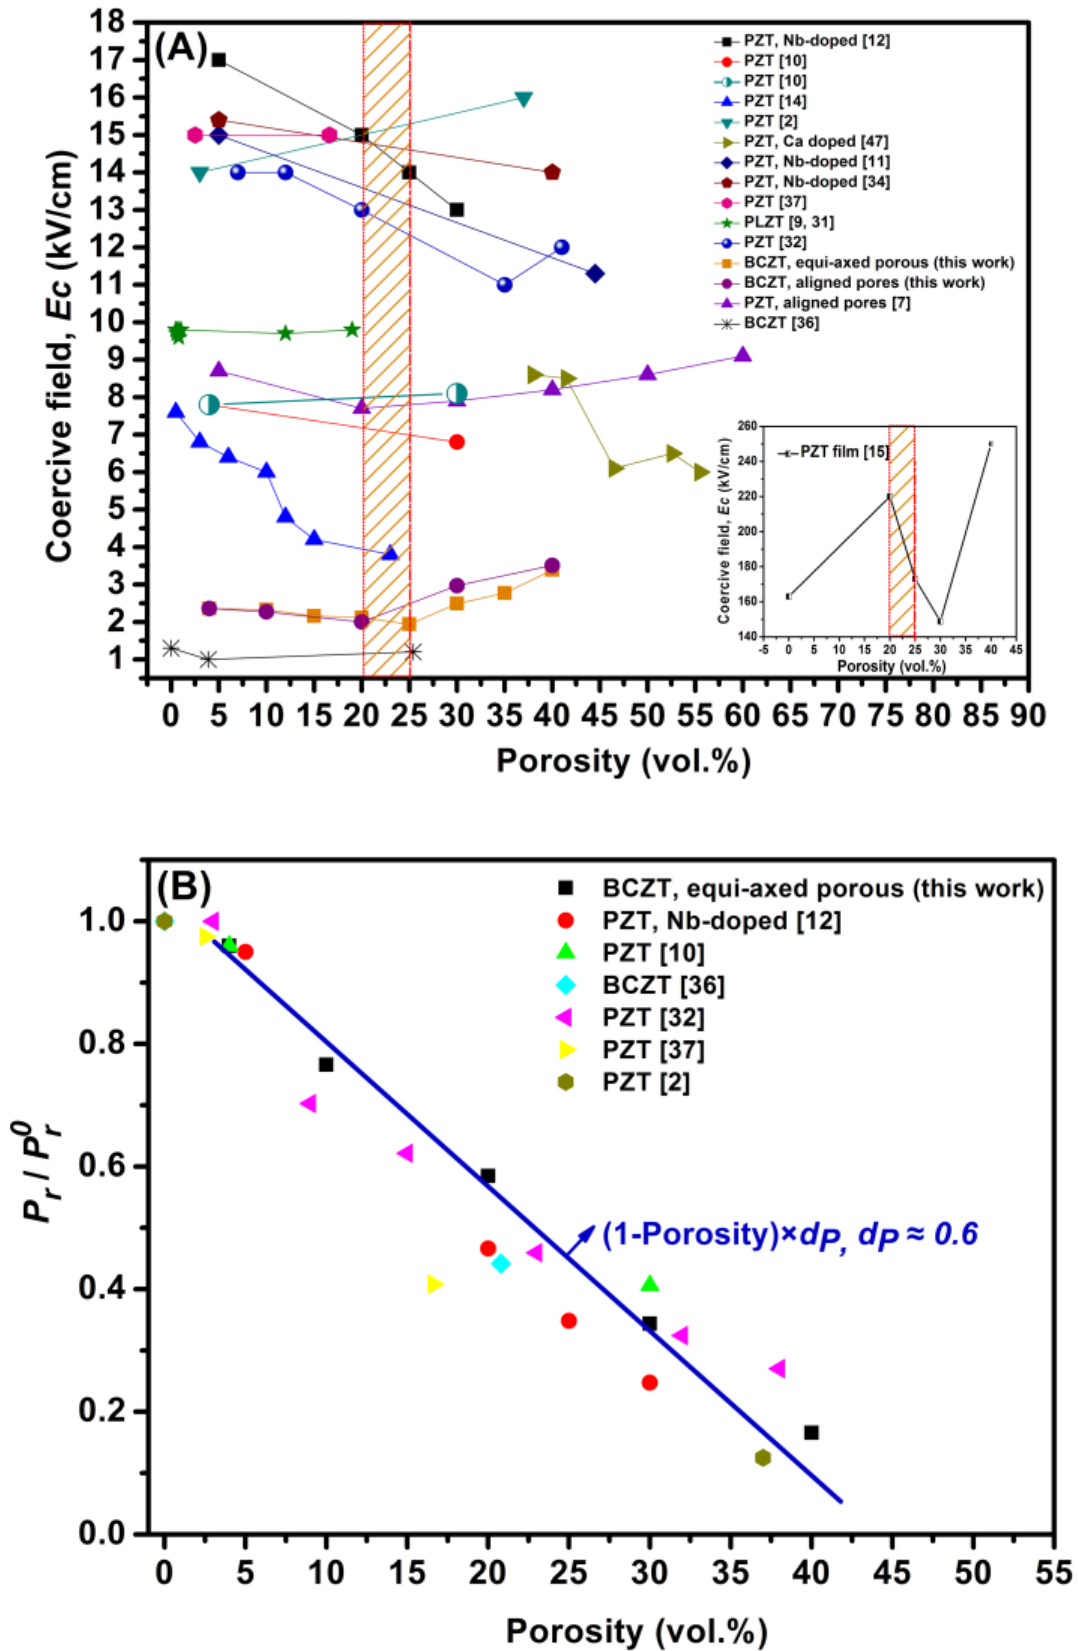 (A)
18
17
16
15
14
13
12
11
10
9
8
7
6
5
4
3
2
1
Coercive field, Ec (kV/cm)
PZT, Nb-doped [12]
PZT [10]
PZT [10]
PZT [14]
PZT [2]
PZT, Ca doped [47]
PZT, Nb-doped [11]
PZT, Nb-doped [34]
PZT [37]
PLZT [9, 31]
PZT [32]
BCZT, equi-axed porous (this work)
BCZT, aligned pores (this work)
PZT, aligned pores [7]
BCZT [36]
260
240
220
200
180
160
140
Coercive field, Ec (kV/cm)
PZT film [15]
-5 0 5 10 15 20 25 30 35 40 45
Porosity (vol.%)
0 5 10 15 20 25 30 35 40 45 50 55 60 65 70 75 80 85 90
Porosity (vol.%)
(B)
1.0
0.8
0.6
0.4
0.2
0.0
Pr / Pr0
BCZT, equi-axed porous (this work)
PZT, Nb-doped [12]
PZT [10]
BCZT [36]
PZT [32]
PZT [37]
PZT [2]
(1-Porosity)×dP, dP ≈ 0.6
0 5 10 15 20 25 30 35 40 45 50 55
Porosity (vol.%)